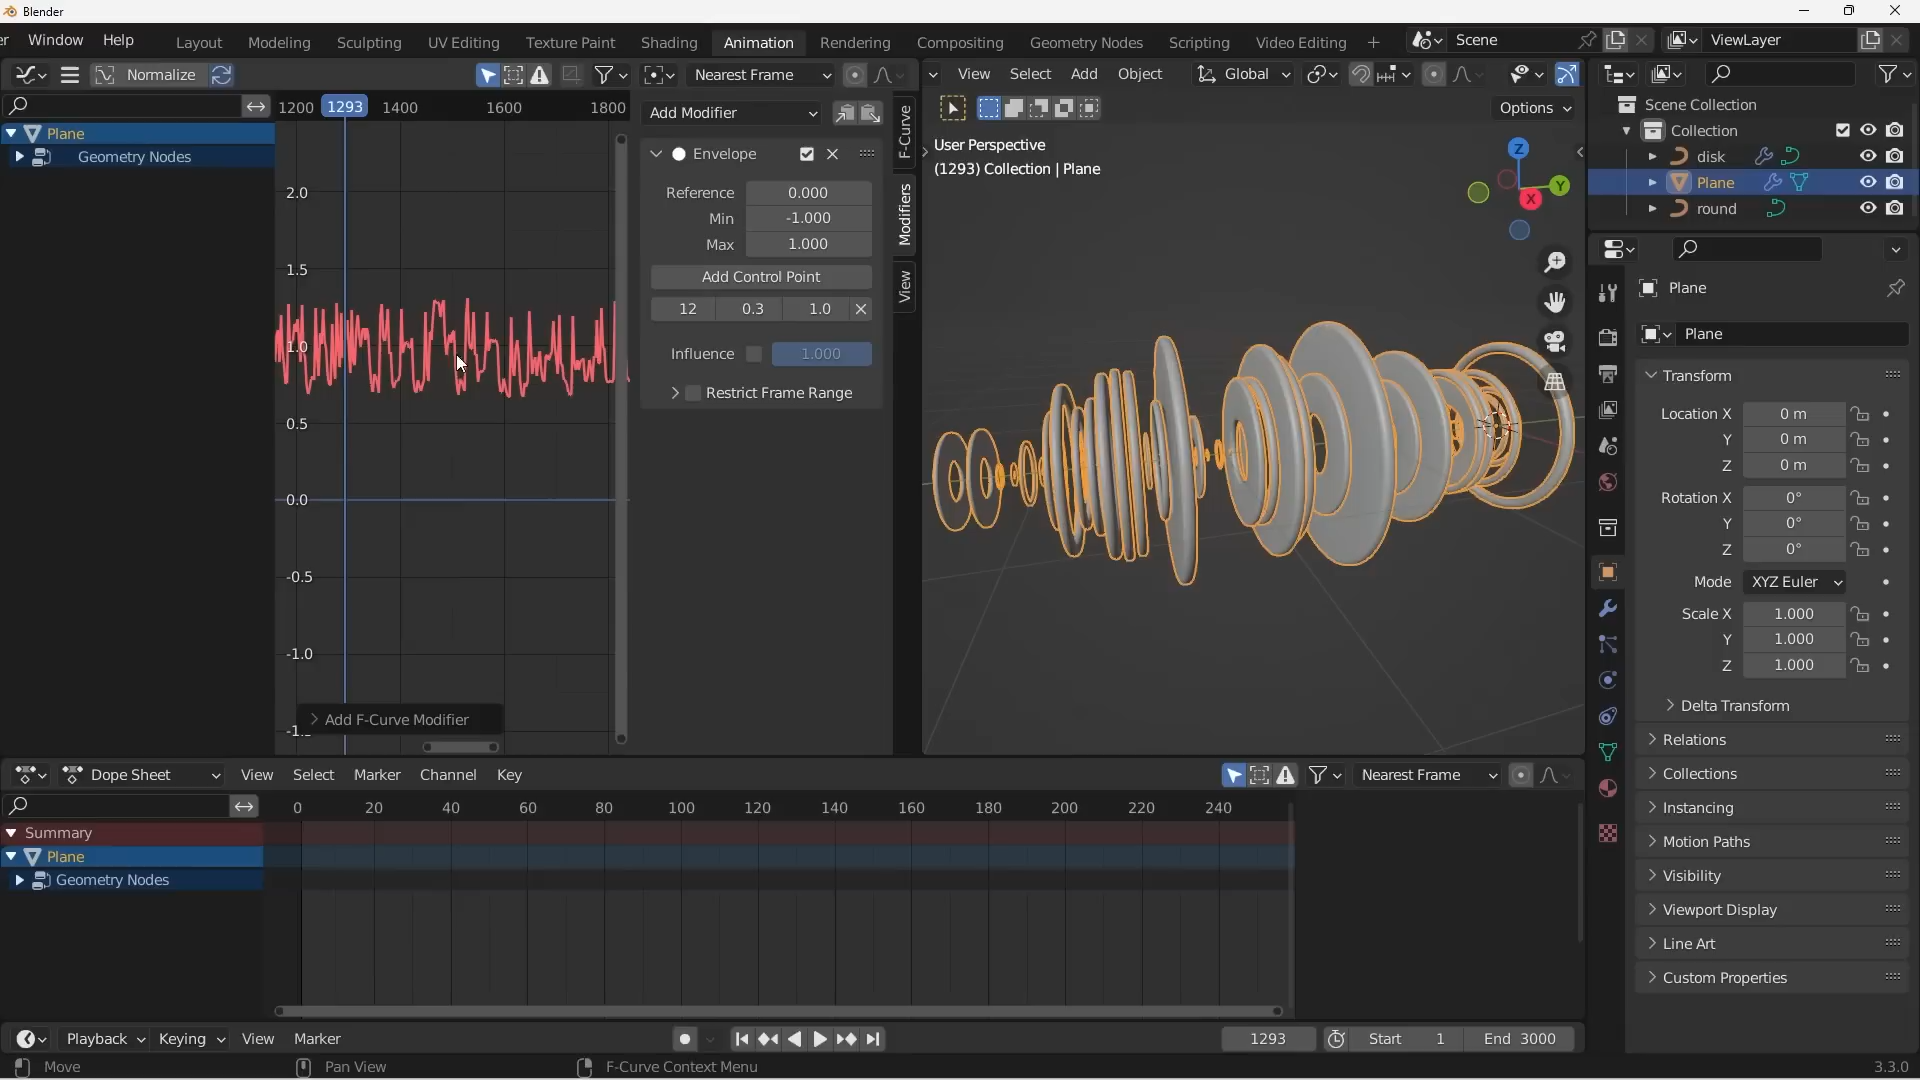 Blender
er Window Help Layout Modeling Sculpting UV Editing Texture Paint Shading Animation Rendering Compositing Geometry Nodes Scripting Video Editing + Scene ViewLayer
Normalize Nearest Frame View Select Add Object Global
1200 1293 1400 1600 1800 Add Modifier Options
Plane
Geometry Nodes
2.0
1.5
1.0
0.5
0.0
-0.5
-1.0
Add F-Curve Modifier
Envelope
Reference 0.000
Min -1.000
Max 1.000
Add Control Point
12 0.3 1.0
Influence 1.000
Restrict Frame Range
F-Curve
Modifiers
View
User Perspective
(1293) Collection | Plane
Z
Y
X
Scene Collection
Collection
disk
Plane
round
Plane
Plane
Transform
Location X 0 m
Y 0 m
Z 0 m
Rotation X 0°
Y 0°
Z 0°
Mode XYZ Euler
Scale X 1.000
Y 1.000
Z 1.000
Delta Transform
Relations
Collections
Instancing
Motion Paths
Visibility
Viewport Display
Line Art
Custom Properties
Dope Sheet View Select Marker Channel Key Nearest Frame
0 20 40 60 80 100 120 140 160 180 200 220 240
Summary
Plane
Geometry Nodes
Playback Keying View Marker 1293 Start 1 End 3000
Move Pan View F-Curve Context Menu 3.3.0